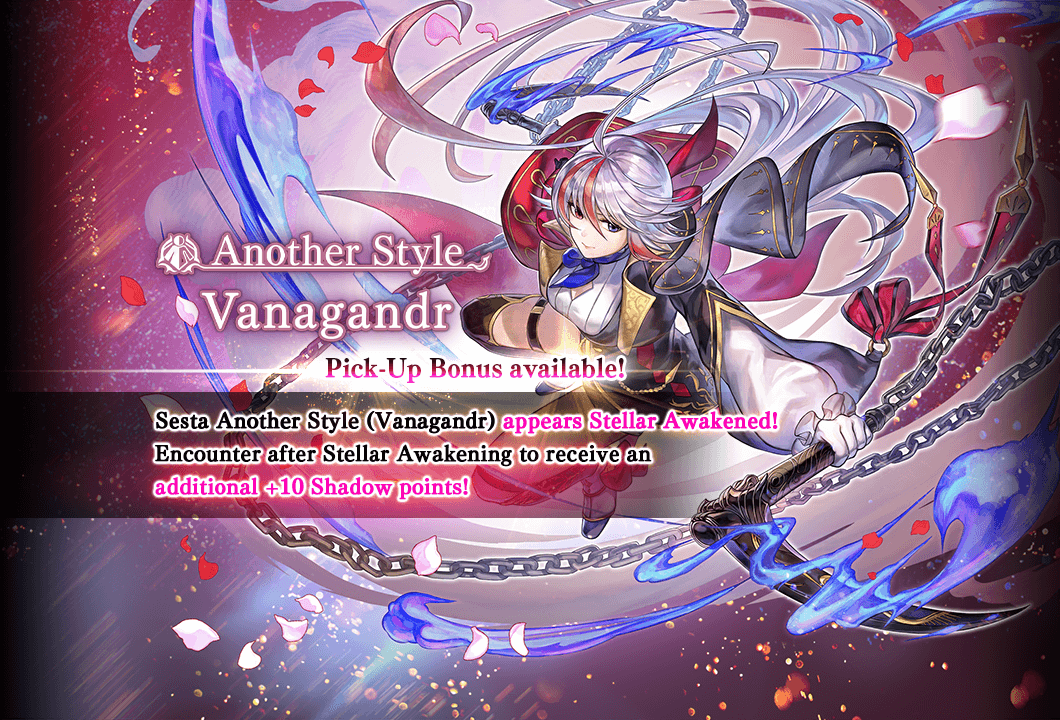 Another Style
Vanagandr
Pick-Up Bonus available!
Sesta Another Style (Vanagandr) appears Stellar Awakened!
Encounter after Stellar Awakening to receive an
additional +10 Shadow points!